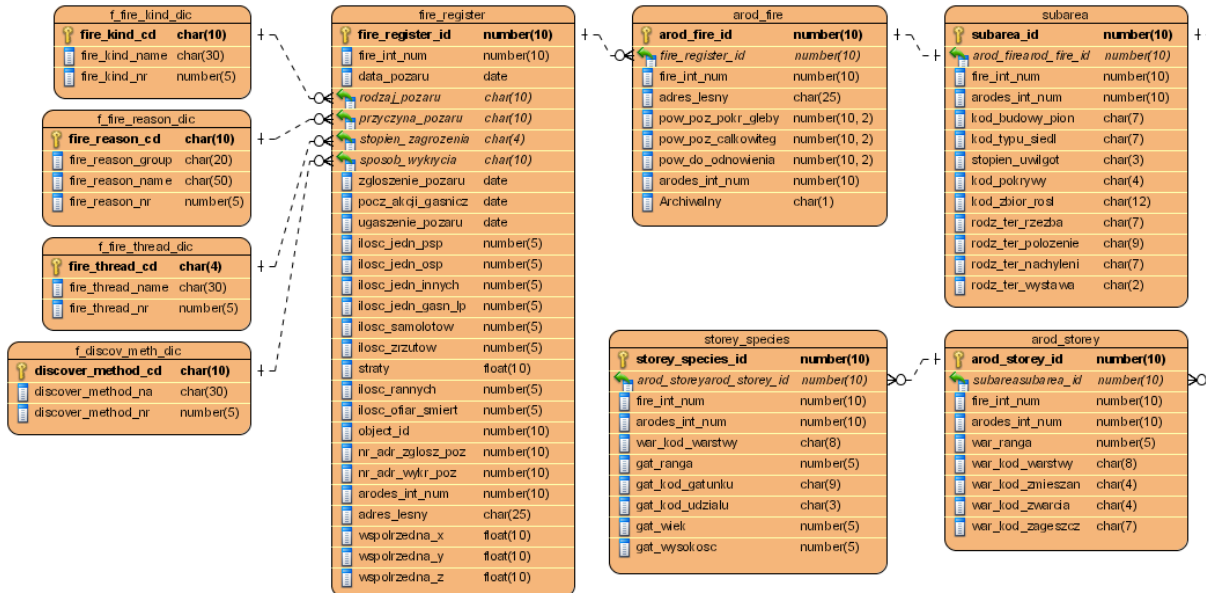 f_fire_kind_dic
fire_kind_cd char(10)
fire_kind_name char(30)
fire_kind_nr number(5)
f_fire_reason_dic
fire_reason_cd char(10)
fire_reason_group char(20)
fire_reason_name char(50)
fire_reason_nr number(5)
f_fire_thread_dic
fire_thread_cd char(4)
fire_thread_name char(30)
fire_thread_nr number(5)
f_discov_meth_dic
discover_method_cd char(10)
discover_method_na char(30)
discover_method_nr number(5)
fire_register
fire_register_id number(10)
fire_int_num number(10)
data_pozaru date
rodzaj_pozaru char(10)
przyczyna_pozaru char(10)
stopien_zagrozenia char(4)
sposob_wykrycia char(10)
zgloszenie_pozaru date
pocz_akcji_gasnicz date
ugaszenie_pozaru date
ilosc_jedn_psp number(5)
ilosc_jedn_osp number(5)
ilosc_jedn_innych number(5)
ilosc_jedn_gasn_lp number(5)
ilosc_samolotow number(5)
ilosc_zrzutow number(5)
straty float(10)
ilosc_rannych number(5)
ilosc_ofiar_smiert number(5)
object_id number(10)
nr_adr_zglosz_poz number(10)
nr_adr_wykr_poz number(10)
arodes_int_num number(10)
adres_lesny char(25)
wspolrzedna_x float(10)
wspolrzedna_y float(10)
wspolrzedna_z float(10)
arod_fire
arod_fire_id number(10)
fire_register_id number(10)
fire_int_num number(10)
adres_lesny char(25)
pow_poz_pokr_gleby number(10, 2)
pow_poz_calkowiteg number(10, 2)
pow_do_odnowienia number(10, 2)
arodes_int_num number(10)
Archiwalny char(1)
subarea
subarea_id number(10)
arod_firearod_fire_id number(10)
fire_int_num number(10)
arodes_int_num number(10)
kod_budowy_pion char(7)
kod_typu_siedl char(7)
stopien_uwilgot char(3)
kod_pokrywy char(4)
kod_zbior_rosl char(12)
rodz_ter_rzezba char(7)
rodz_ter_polozenie char(9)
rodz_ter_nachyleni char(7)
rodz_ter_wystawa char(2)
storey_species
storey_species_id number(10)
arod_storeyarod_storey_id number(10)
fire_int_num number(10)
arodes_int_num number(10)
war_kod_warstwy char(8)
gat_ranga number(5)
gat_kod_gatunku char(9)
gat_kod_udzialu char(3)
gat_wiek number(5)
gat_wysokosc number(5)
arod_storey
arod_storey_id number(10)
subareasubarea_id number(10)
fire_int_num number(10)
arodes_int_num number(10)
war_ranga number(5)
war_kod_warstwy char(8)
war_kod_zmieszan char(4)
war_kod_zwarcia char(4)
war_kod_zageszcz char(7)